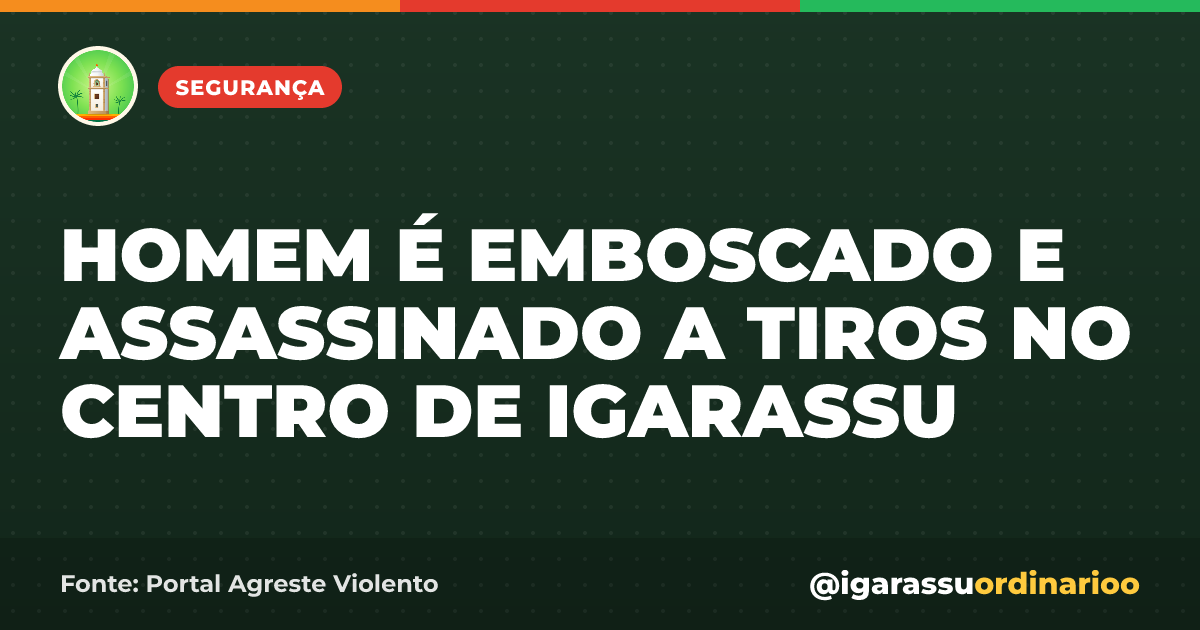 SEGURANÇA
HOMEM É EMBOSCADO E
ASSASSINADO A TIROS NO
CENTRO DE IGARASSU
Fonte: Portal Agreste Violento
@igarassuordinarioo